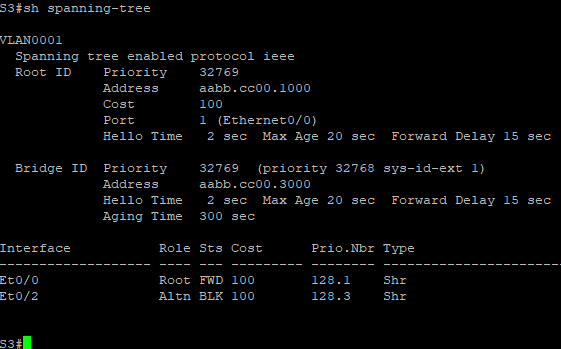 S3#sh spanning-tree
VLAN0001
  Spanning tree enabled protocol ieee
  Root ID    Priority    32769
             Address     aabb.cc00.1000
             Cost        100
             Port        1 (Ethernet0/0)
             Hello Time   2 sec  Max Age 20 sec  Forward Delay 15 sec
  Bridge ID  Priority    32769  (priority 32768 sys-id-ext 1)
             Address     aabb.cc00.3000
             Hello Time   2 sec  Max Age 20 sec  Forward Delay 15 sec
             Aging Time  300 sec
Interface           Role Sts Cost      Prio.Nbr Type
------------------- ---- --- --------- -------- --------------------------------
Et0/0               Root FWD 100       128.1    Shr
Et0/2               Altn BLK 100       128.3    Shr
S3#